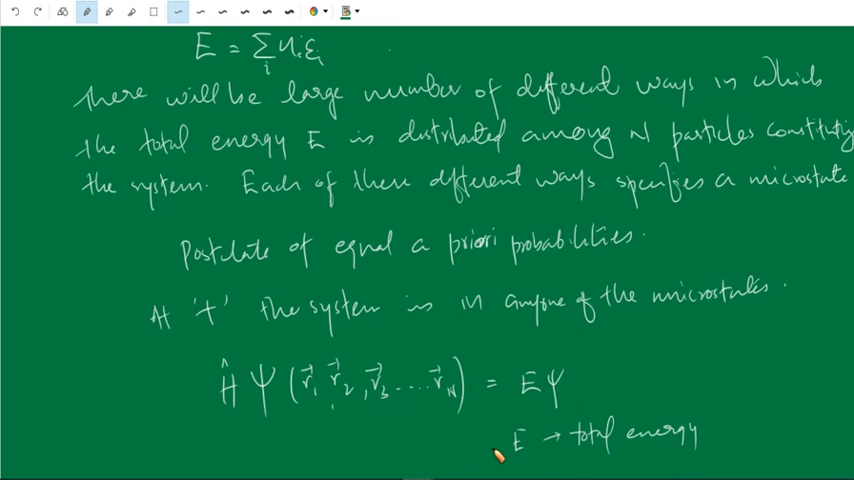 E = ∑ᵢ nᵢεᵢ
There will be large number of different ways in which
the total energy E is distributed among N particles constituting
the system. Each of these different ways specifies a microstate
Postulate of equal a priori probabilities.
At 't' the system is in anyone of the microstates.
Ĥ Ψ (r⃗₁, r⃗₂, r⃗₃ .... r⃗_N) = EΨ
E → total energy